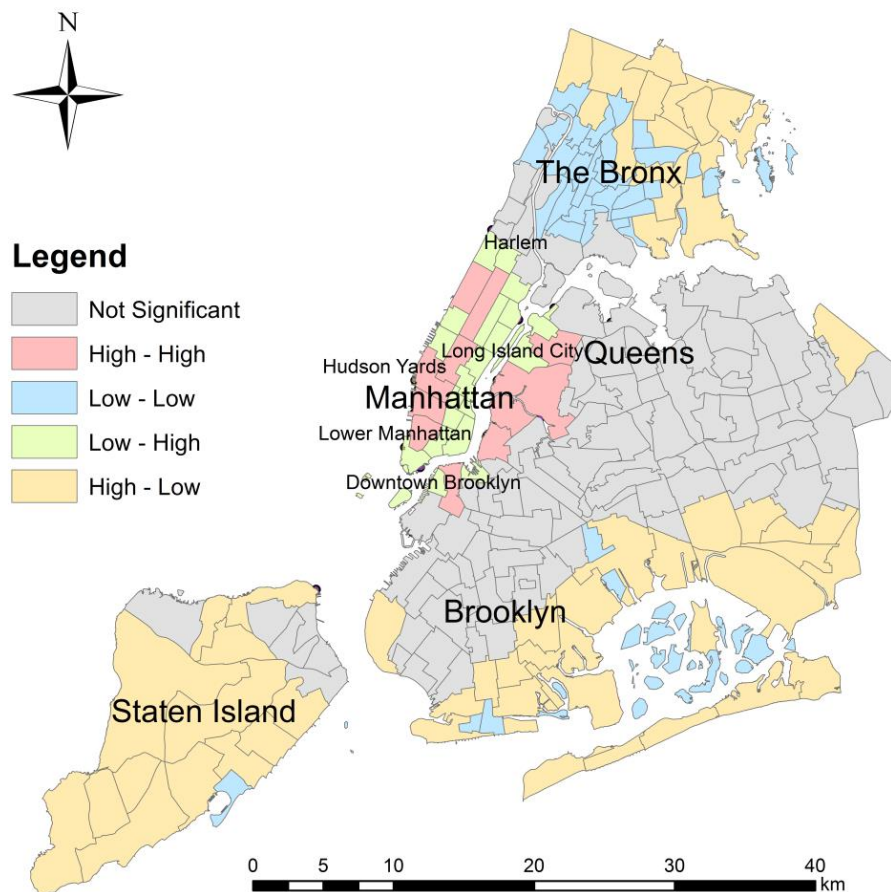 N
The Bronx
Harlem
Legend
Not Significant
High - High
Low - Low
Low - High
High - Low
Long Island City
Queens
Hudson Yards
Manhattan
Lower Manhattan
Downtown Brooklyn
Brooklyn
Staten Island
0 5 10 20 30 40
km